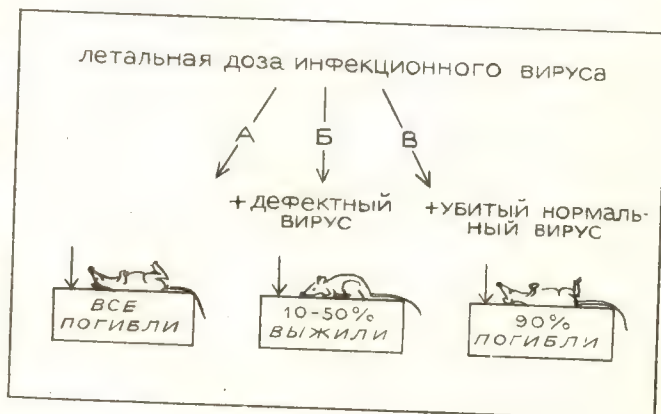 летальная доза инфекционного вируса
А Б В
+дефектный
вирус
+убитый нормаль-
ный вирус
ВСЕ
ПОГИБЛИ
10-50%
ВЫЖИЛИ
90%
ПОГИБЛИ